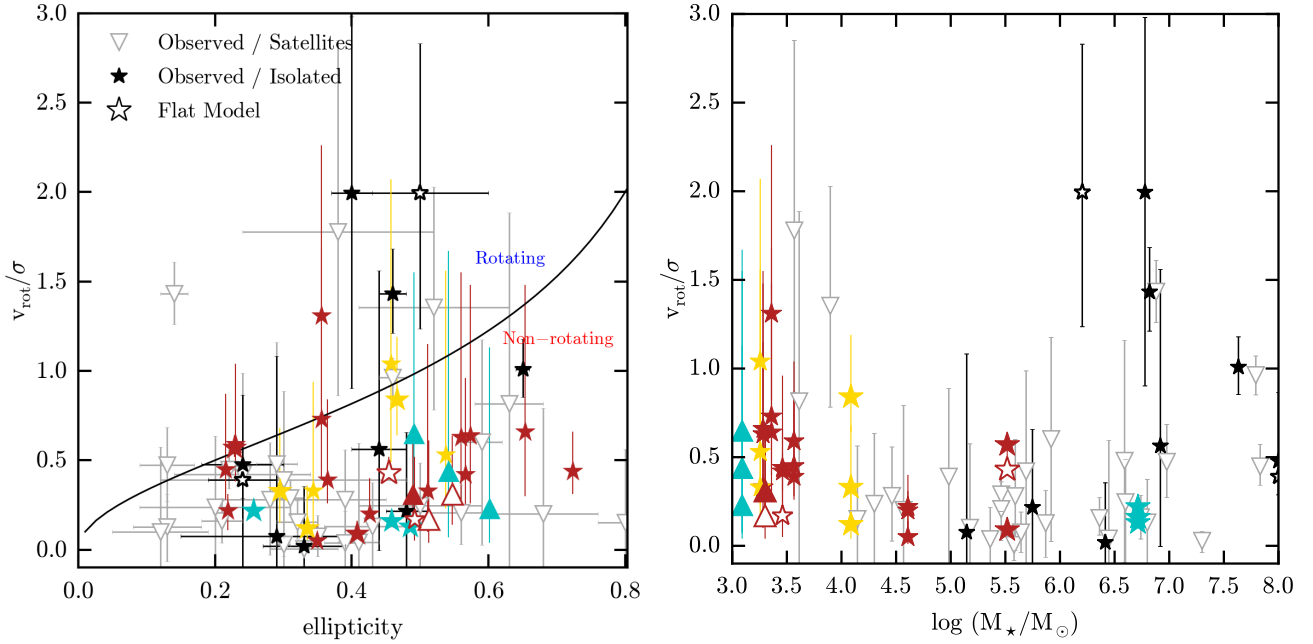 3.0
2.5
2.0
1.5
1.0
0.5
0.0
v_rot/σ
Observed / Satellites
Observed / Isolated
Flat Model
Rotating
Non−rotating
0.0 0.2 0.4 0.6 0.8
ellipticity
3.0
2.5
2.0
1.5
1.0
0.5
0.0
v_rot/σ
3.0 3.5 4.0 4.5 5.0 5.5 6.0 6.5 7.0 7.5 8.0
log (M⋆/M⊙)